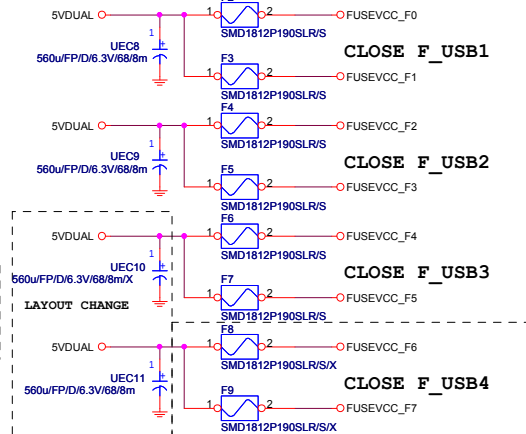 5VDUAL 1 2 FUSEVCC_F0
SMD1812P190SLR/S
1
UEC8
560u/FP/D/6.3V/68/8m
CLOSE F_USB1
F3
1 2 FUSEVCC_F1
SMD1812P190SLR/S
F4
5VDUAL 1 2 FUSEVCC_F2
SMD1812P190SLR/S
1
UEC9
560u/FP/D/6.3V/68/8m
CLOSE F_USB2
F5
1 2 FUSEVCC_F3
SMD1812P190SLR/S
F6
5VDUAL 1 2 FUSEVCC_F4
SMD1812P190SLR/S
1
UEC10
560u/FP/D/6.3V/68/8m/X
CLOSE F_USB3
F7
1 2 FUSEVCC_F5
LAYOUT CHANGE
SMD1812P190SLR/S
F8
5VDUAL 1 2 FUSEVCC_F6
SMD1812P190SLR/S/X
1
UEC11
560u/FP/D/6.3V/68/8m
CLOSE F_USB4
F9
1 2 FUSEVCC_F7
SMD1812P190SLR/S/X